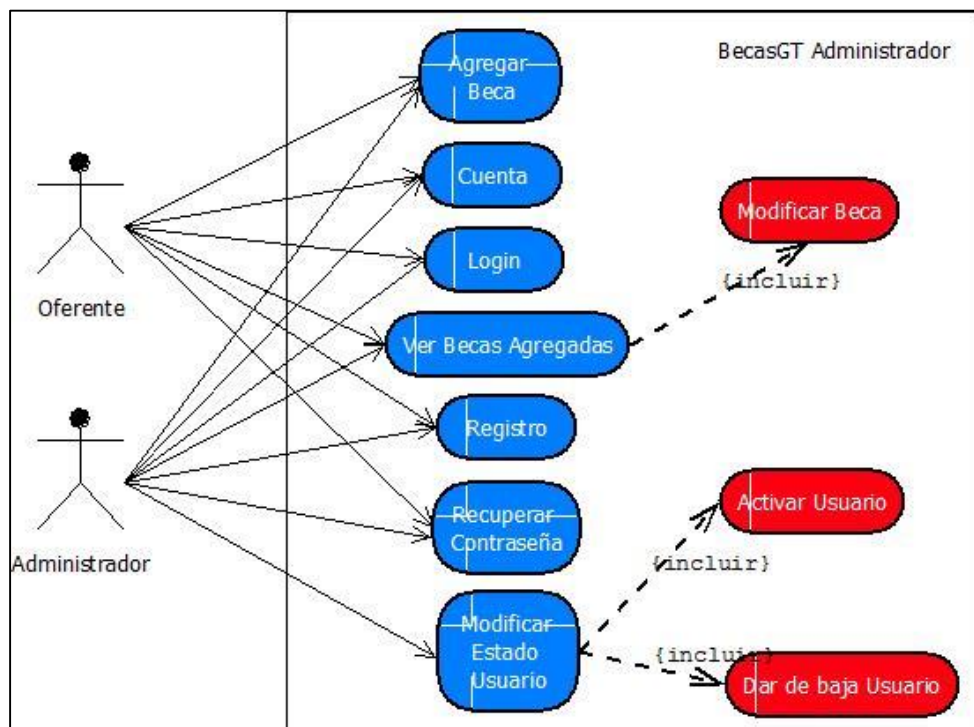 BecasGT Administrador
Agregar
Beca
Cuenta
Modificar Beca
Login
{incluir}
Oferente
Ver Becas Agregadas
Registro
Activar Usuario
Recuperar
Contraseña
Administrador
{incluir}
Modificar
Estado
Usuario
{incluir}
Dar de baja Usuario